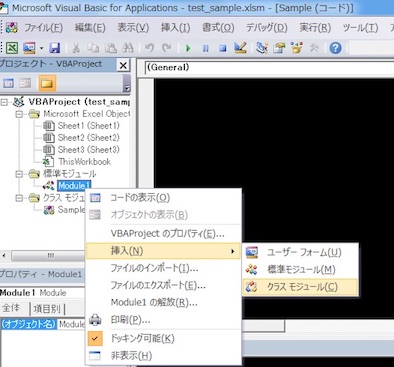 Microsoft Visual Basic for Applications - test_sample.xlsm - [Sample (コード)]
ファイル(F) 編集(E) 表示(V) 挿入(I) 書式(O) デバッグ(D) 実行(R) ツール(T)
プロジェクト - VBAProject
(General)
VBAProject (test_samp
Microsoft Excel Object
Sheet1 (Sheet1)
Sheet2 (Sheet2)
Sheet3 (Sheet3)
ThisWorkbook
標準モジュール
Module1
クラス モジュ
Sample
コードの表示(O)
オブジェクトの表示(B)
VBAProject のプロパティ(E)...
挿入(N)
ファイルのインポート(I)...
ファイルのエクスポート(E)...
Module1 の解放(R)...
印刷(P)...
ドッキング可能(K)
非表示(H)
ユーザー フォーム(U)
標準モジュール(M)
クラス モジュール(C)
プロパティ - Module1
Module1 Module
全体 項目別
(オブジェクト名) Module1